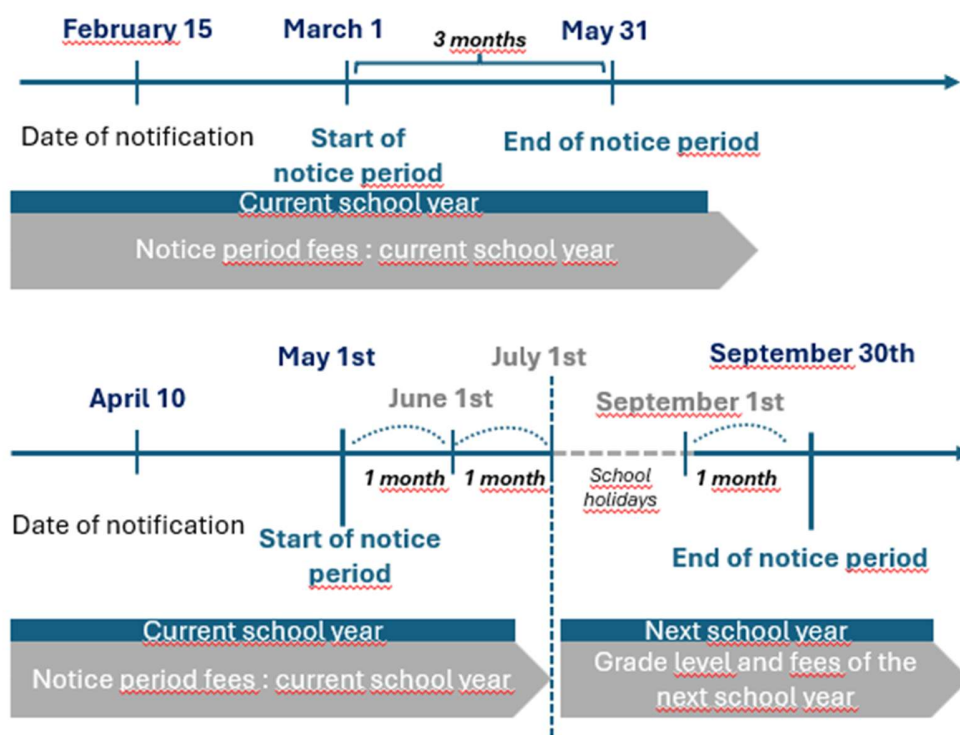 February 15
March 1
3 months
May 31
Date of notification
Start of
notice period
End of notice period
Current school year
Notice period fees : current school year
May 1st
July 1st
September 30th
April 10
June 1st
September 1st
1 month
1 month
School
holidays
1 month
Date of notification
Start of notice
period
End of notice period
Current school year
Next school year
Notice period fees : current school year
Grade level and fees of the
next school year